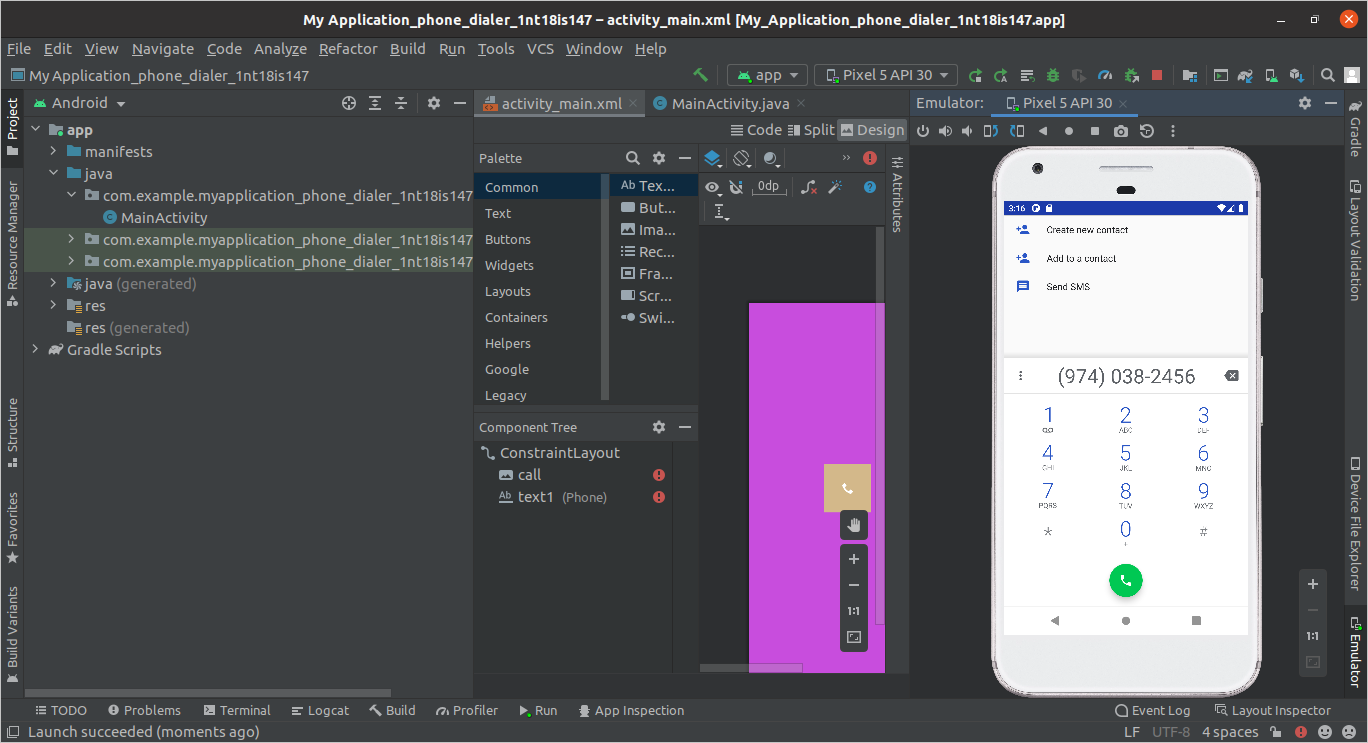 My Application_phone_dialer_1nt18is147 – activity_main.xml [My_Application_phone_dialer_1nt18is147.app]
File Edit View Navigate Code Analyze Refactor Build Run Tools VCS Window Help
My Application_phone_dialer_1nt18is147
app
Pixel 5 API 30
Project
Resource Manager
Structure
Favorites
Build Variants
Android
app
manifests
java
com.example.myapplication_phone_dialer_1nt18is147
MainActivity
com.example.myapplication_phone_dialer_1nt18is147
com.example.myapplication_phone_dialer_1nt18is147
java (generated)
res
res (generated)
Gradle Scripts
activity_main.xml
MainActivity.java
Code Split Design
Palette
Common
Text
Buttons
Widgets
Layouts
Containers
Helpers
Google
Legacy
Ab Tex...
But...
Ima...
Rec...
Fra...
Scr...
Swi...
Component Tree
ConstraintLayout
call
Ab text1 (Phone)
0dp
Attributes
1:1
Emulator: Pixel 5 API 30
3:16
Create new contact
Add to a contact
Send SMS
(974) 038-2456
1 2 3
ABC DEF
4 5 6
GHI JKL MNO
7 8 9
PQRS TUV WXYZ
* 0 #
+
1:1
Gradle
Layout Validation
Device File Explorer
Emulator
TODO Problems Terminal Logcat Build Profiler Run App Inspection Event Log Layout Inspector
Launch succeeded (moments ago)
LF UTF-8 4 spaces